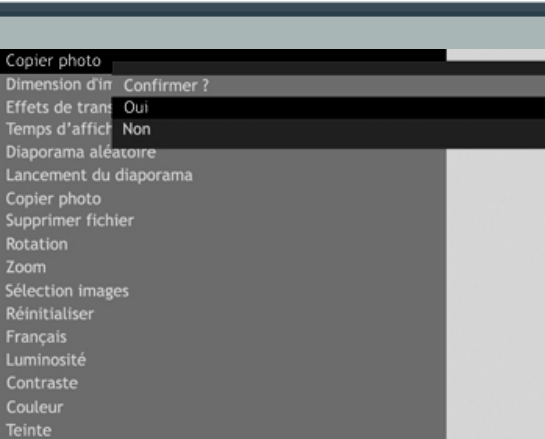 Copier photo
Dimension d'im
Confirmer ?
Effets de trans
Oui
Temps d’affich
Non
Diaporama aléatoire
Lancement du diaporama
Copier photo
Supprimer fichier
Rotation
Zoom
Sélection images
Réinitialiser
Français
Luminosité
Contraste
Couleur
Teinte